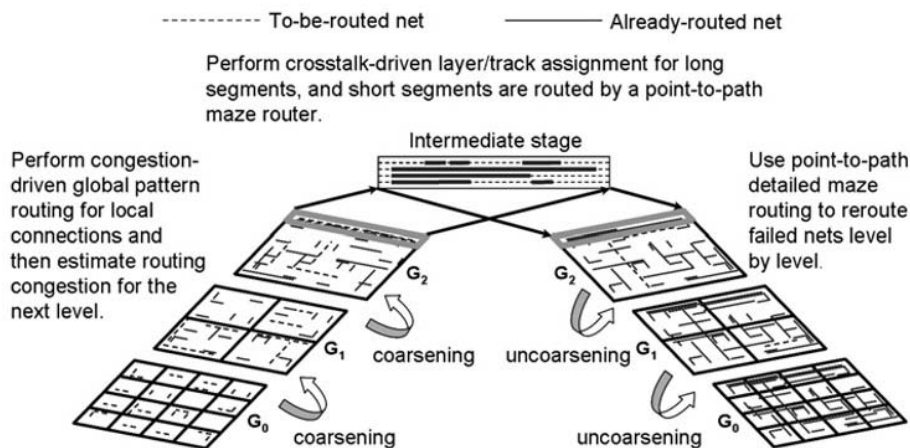 To-be-routed net
Already-routed net
Perform crosstalk-driven layer/track assignment for long
segments, and short segments are routed by a point-to-path
maze router.
Intermediate stage
Perform congestion-
driven global pattern
routing for local
connections and
then estimate routing
congestion for the
next level.
Use point-to-path
detailed maze
routing to reroute
failed nets level
by level.
G2
G2
G1
coarsening
uncoarsening
G1
G0
coarsening
uncoarsening
G0